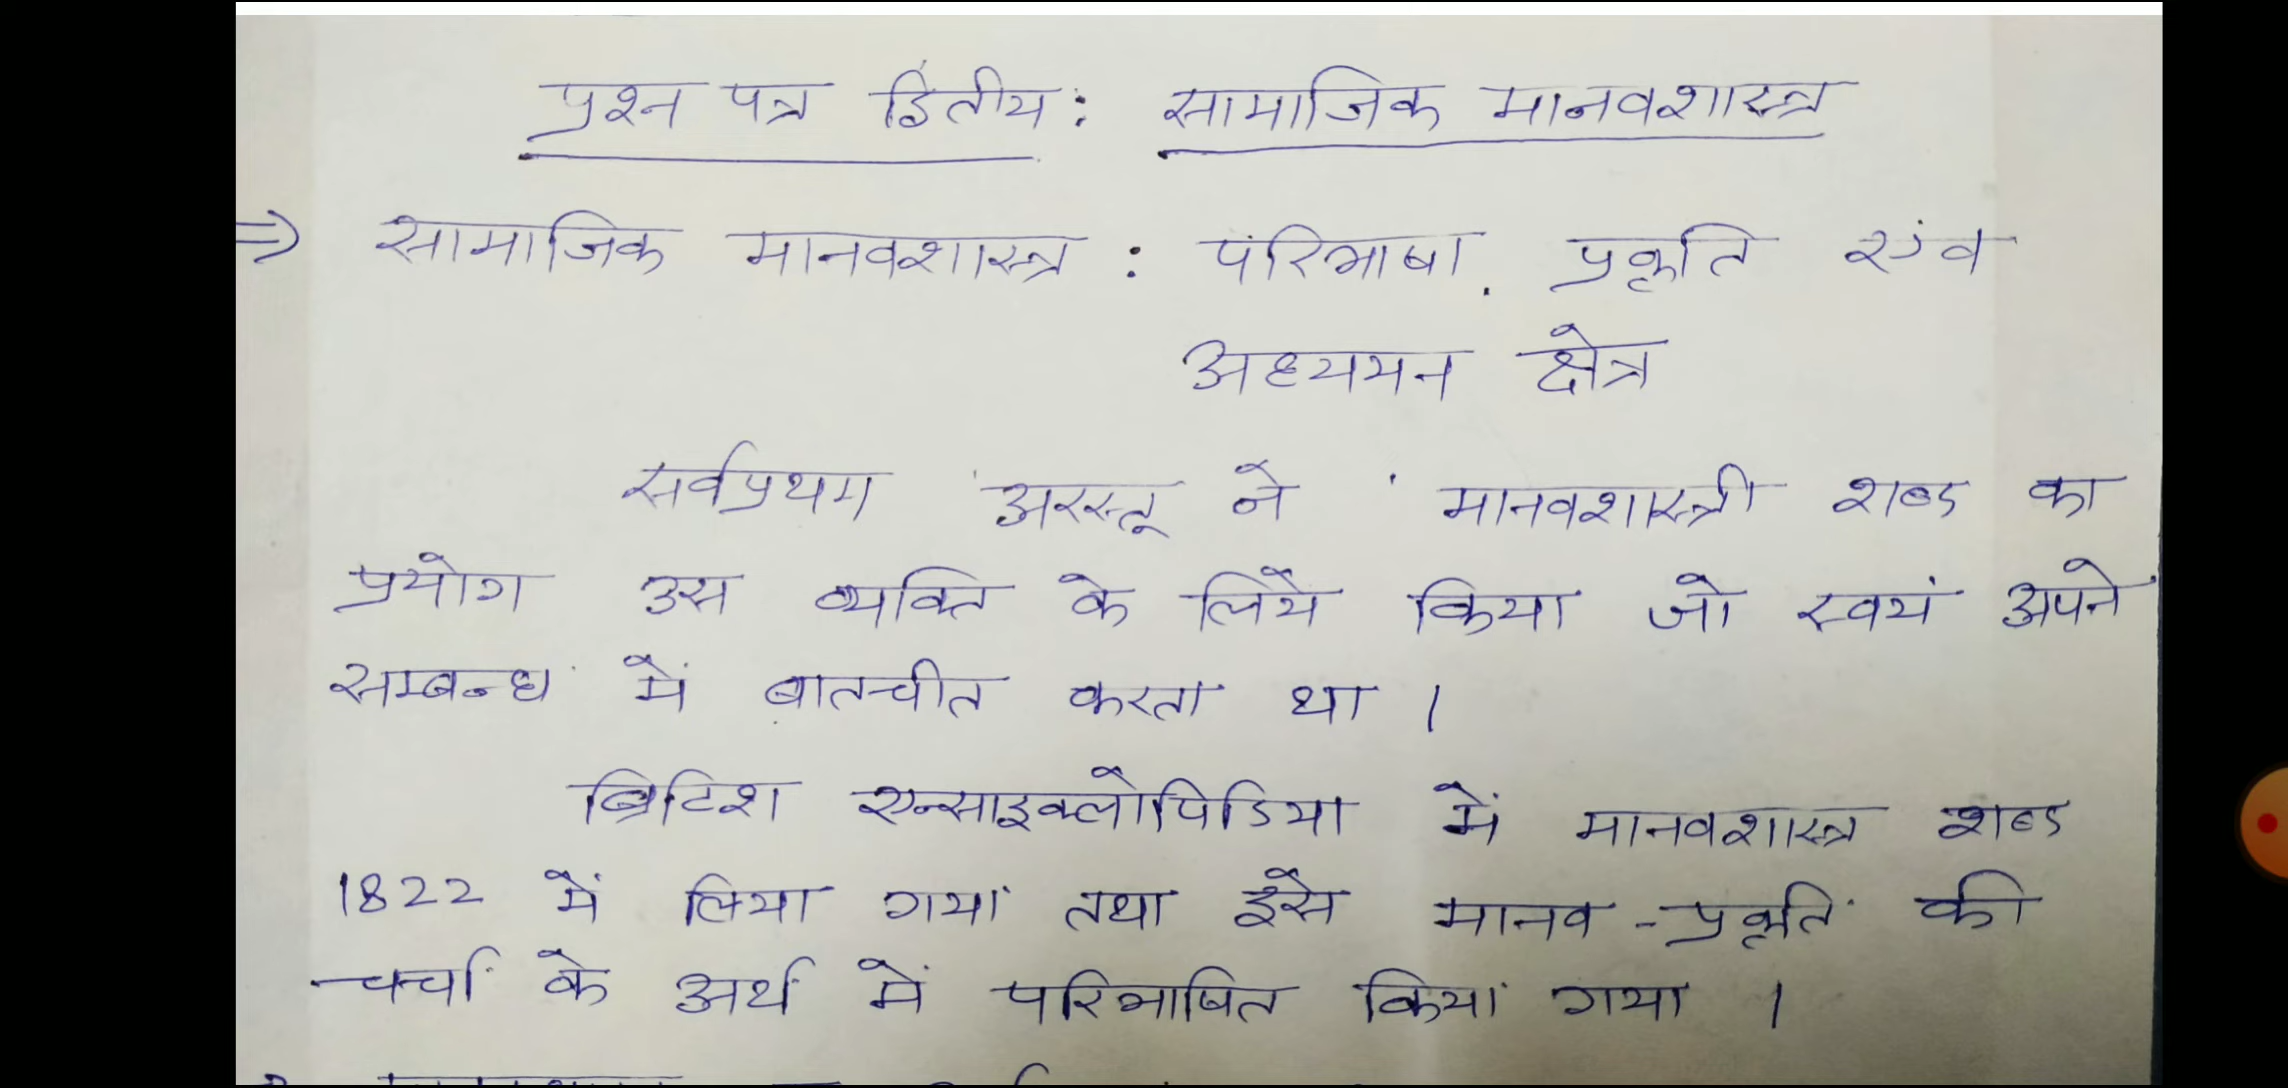 प्रश्न पत्र द्वितीय : सामाजिक मानवशास्त्र
⇒ सामाजिक मानवशास्त्र : परिभाषा, प्रकृति एंव
अध्ययन क्षेत्र
सर्वप्रथम अरस्तू ने 'मानवशास्त्री शब्द का
प्रयोग उस व्यक्ति के लिये किया जो स्वयं अपने
सम्बन्ध में बातचीत करता था ।
ब्रिटिश एन्साइक्लोपिडिया में मानवशास्त्र शब्द
1822 में लिया गया तथा इसे मानव - प्रकृति की
चर्चा के अर्थ में परिभाषित किया गया ।